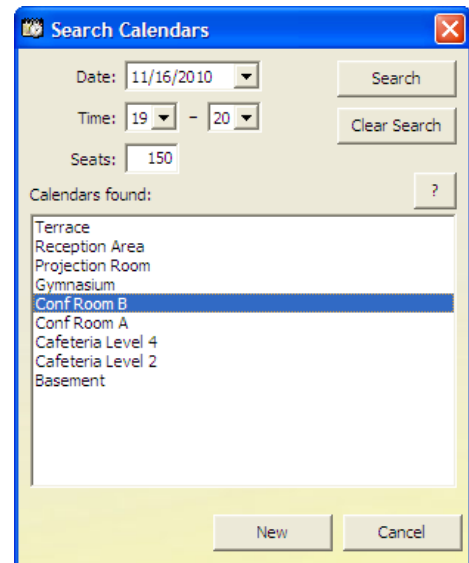 Search Calendars
Date: 11/16/2010
Search
Time: 19 - 20
Clear Search
Seats: 150
Calendars found:
?
Terrace
Reception Area
Projection Room
Gymnasium
Conf Room B
Conf Room A
Cafeteria Level 4
Cafeteria Level 2
Basement
New
Cancel